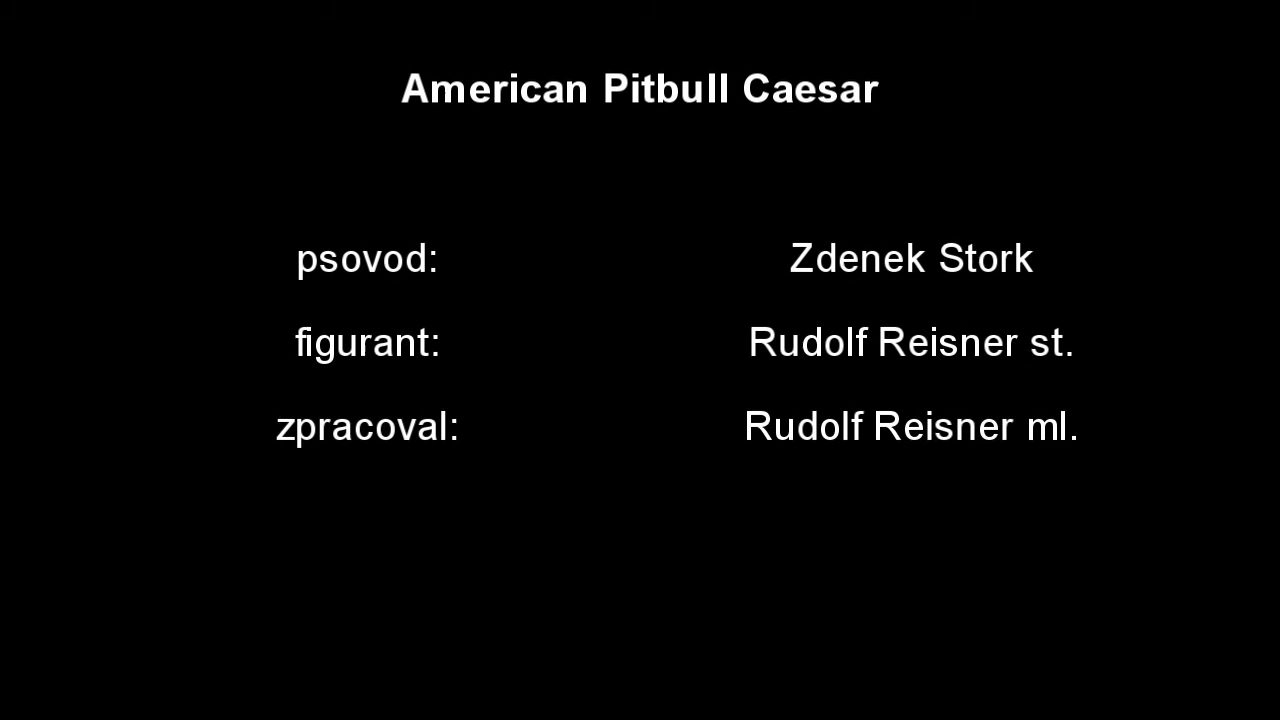 American Pitbull Caesar
psovod: Zdenek Stork
figurant: Rudolf Reisner st.
zpracoval: Rudolf Reisner ml.